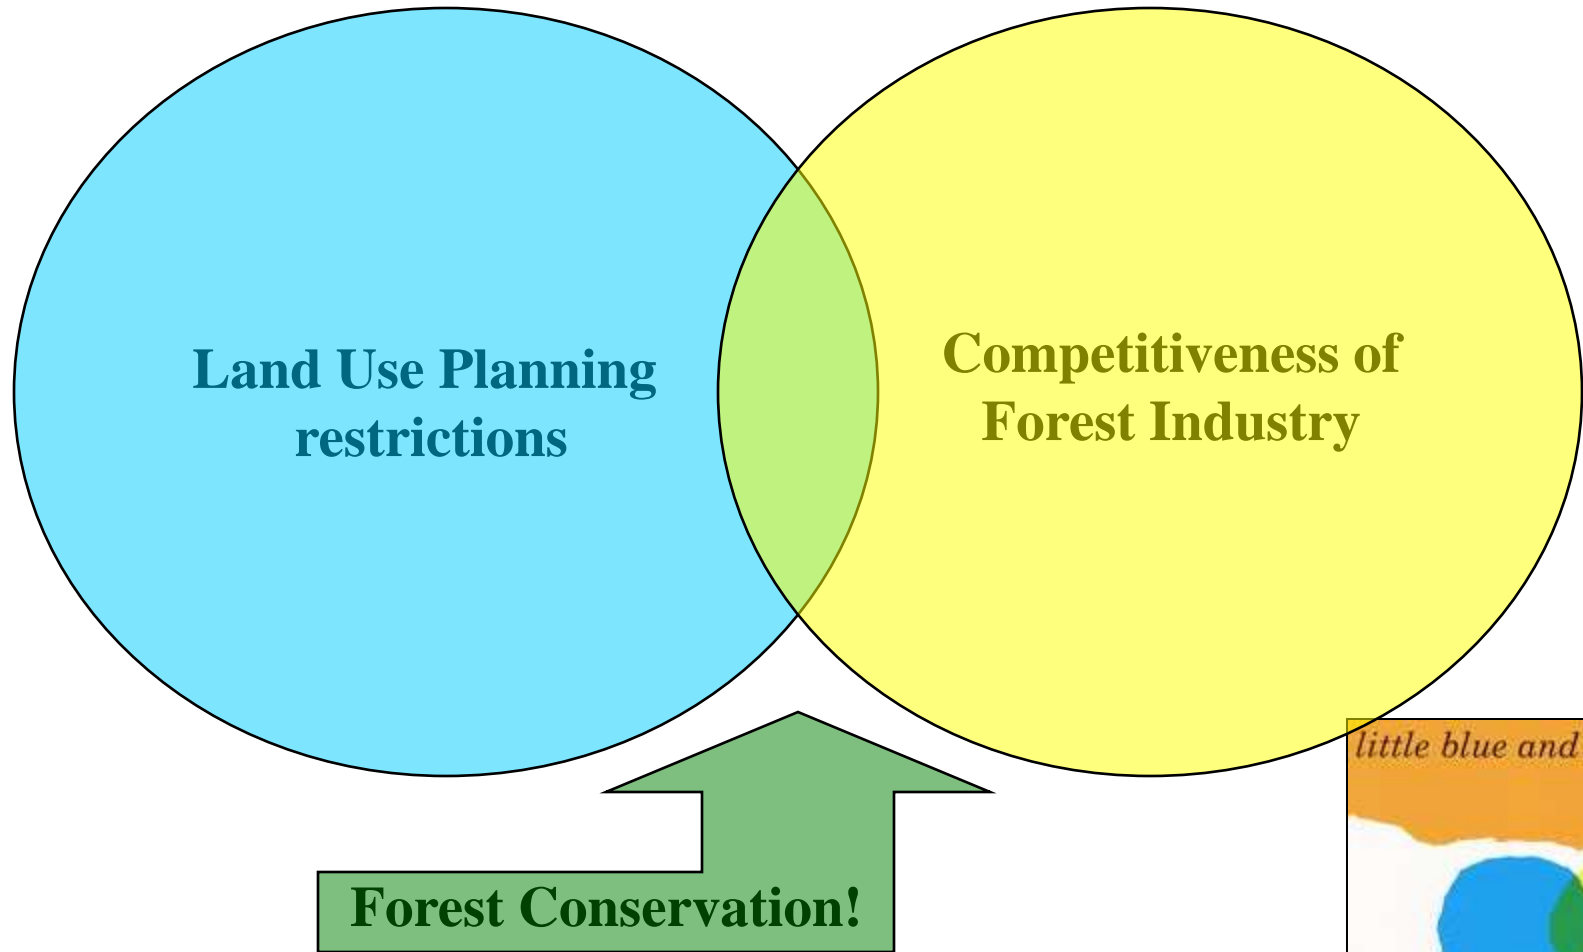 Land Use Planning
restrictions
Competitiveness of
Forest Industry
little blue and
Forest Conservation!